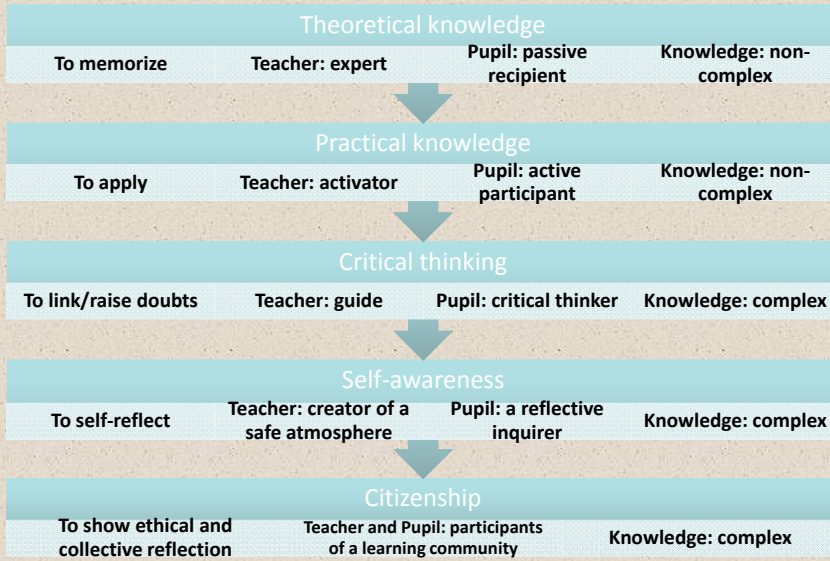 Theoretical knowledge
To memorize
Teacher: expert
Pupil: passive
recipient
Knowledge: non-
complex
Practical knowledge
To apply
Teacher: activator
Pupil: active
participant
Knowledge: non-
complex
Critical thinking
To link/raise doubts
Teacher: guide
Pupil: critical thinker
Knowledge: complex
Self-awareness
To self-reflect
Teacher: creator of a
safe atmosphere
Pupil: a reflective
inquirer
Knowledge: complex
Citizenship
To show ethical and
collective reflection
Teacher and Pupil: participants
of a learning community
Knowledge: complex